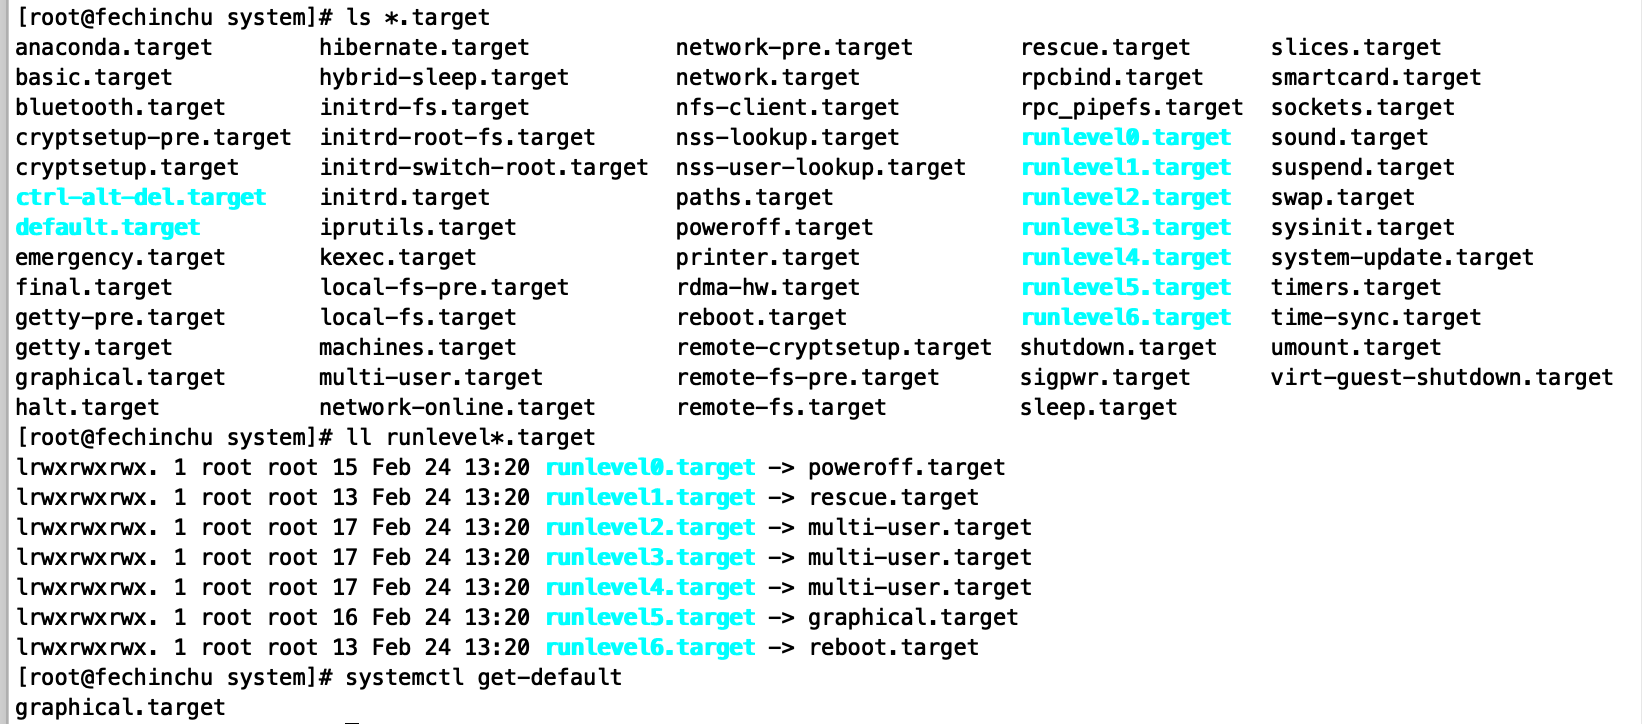 [root@fechinchu system]# ls *.target
anaconda.target        hibernate.target           network-pre.target        rescue.target     slices.target
basic.target           hybrid-sleep.target        network.target            rpcbind.target    smartcard.target
bluetooth.target       initrd-fs.target           nfs-client.target         rpc_pipefs.target  sockets.target
cryptsetup-pre.target  initrd-root-fs.target      nss-lookup.target         runlevel0.target  sound.target
cryptsetup.target      initrd-switch-root.target  nss-user-lookup.target    runlevel1.target  suspend.target
ctrl-alt-del.target    initrd.target              paths.target              runlevel2.target  swap.target
default.target         iprutils.target            poweroff.target           runlevel3.target  sysinit.target
emergency.target       kexec.target               printer.target            runlevel4.target  system-update.target
final.target           local-fs-pre.target        rdma-hw.target            runlevel5.target  timers.target
getty-pre.target       local-fs.target            reboot.target             runlevel6.target  time-sync.target
getty.target           machines.target            remote-cryptsetup.target  shutdown.target   umount.target
graphical.target       multi-user.target          remote-fs-pre.target      sigpwr.target     virt-guest-shutdown.target
halt.target            network-online.target      remote-fs.target          sleep.target
[root@fechinchu system]# ll runlevel*.target
lrwxrwxrwx. 1 root root 15 Feb 24 13:20 runlevel0.target -> poweroff.target
lrwxrwxrwx. 1 root root 13 Feb 24 13:20 runlevel1.target -> rescue.target
lrwxrwxrwx. 1 root root 17 Feb 24 13:20 runlevel2.target -> multi-user.target
lrwxrwxrwx. 1 root root 17 Feb 24 13:20 runlevel3.target -> multi-user.target
lrwxrwxrwx. 1 root root 17 Feb 24 13:20 runlevel4.target -> multi-user.target
lrwxrwxrwx. 1 root root 16 Feb 24 13:20 runlevel5.target -> graphical.target
lrwxrwxrwx. 1 root root 13 Feb 24 13:20 runlevel6.target -> reboot.target
[root@fechinchu system]# systemctl get-default
graphical.target